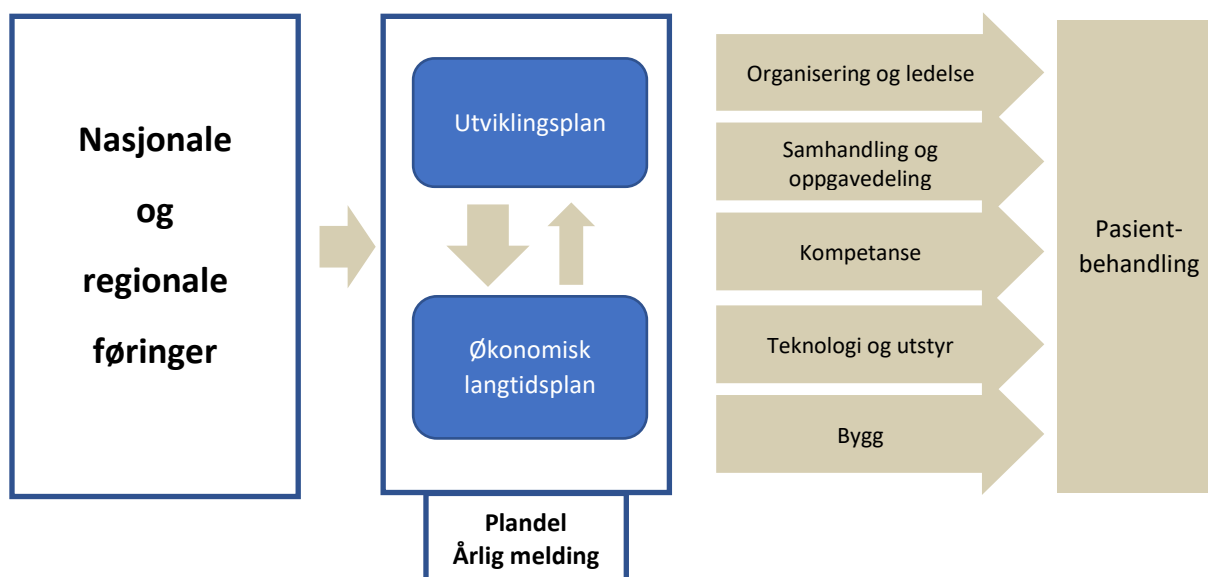 Nasjonale
og
regionale
føringer
Utviklingsplan
Økonomisk
langtidsplan
Plandel
Årlig melding
Organisering og ledelse
Samhandling og
oppgavedeling
Kompetanse
Teknologi og utstyr
Bygg
Pasient-
behandling